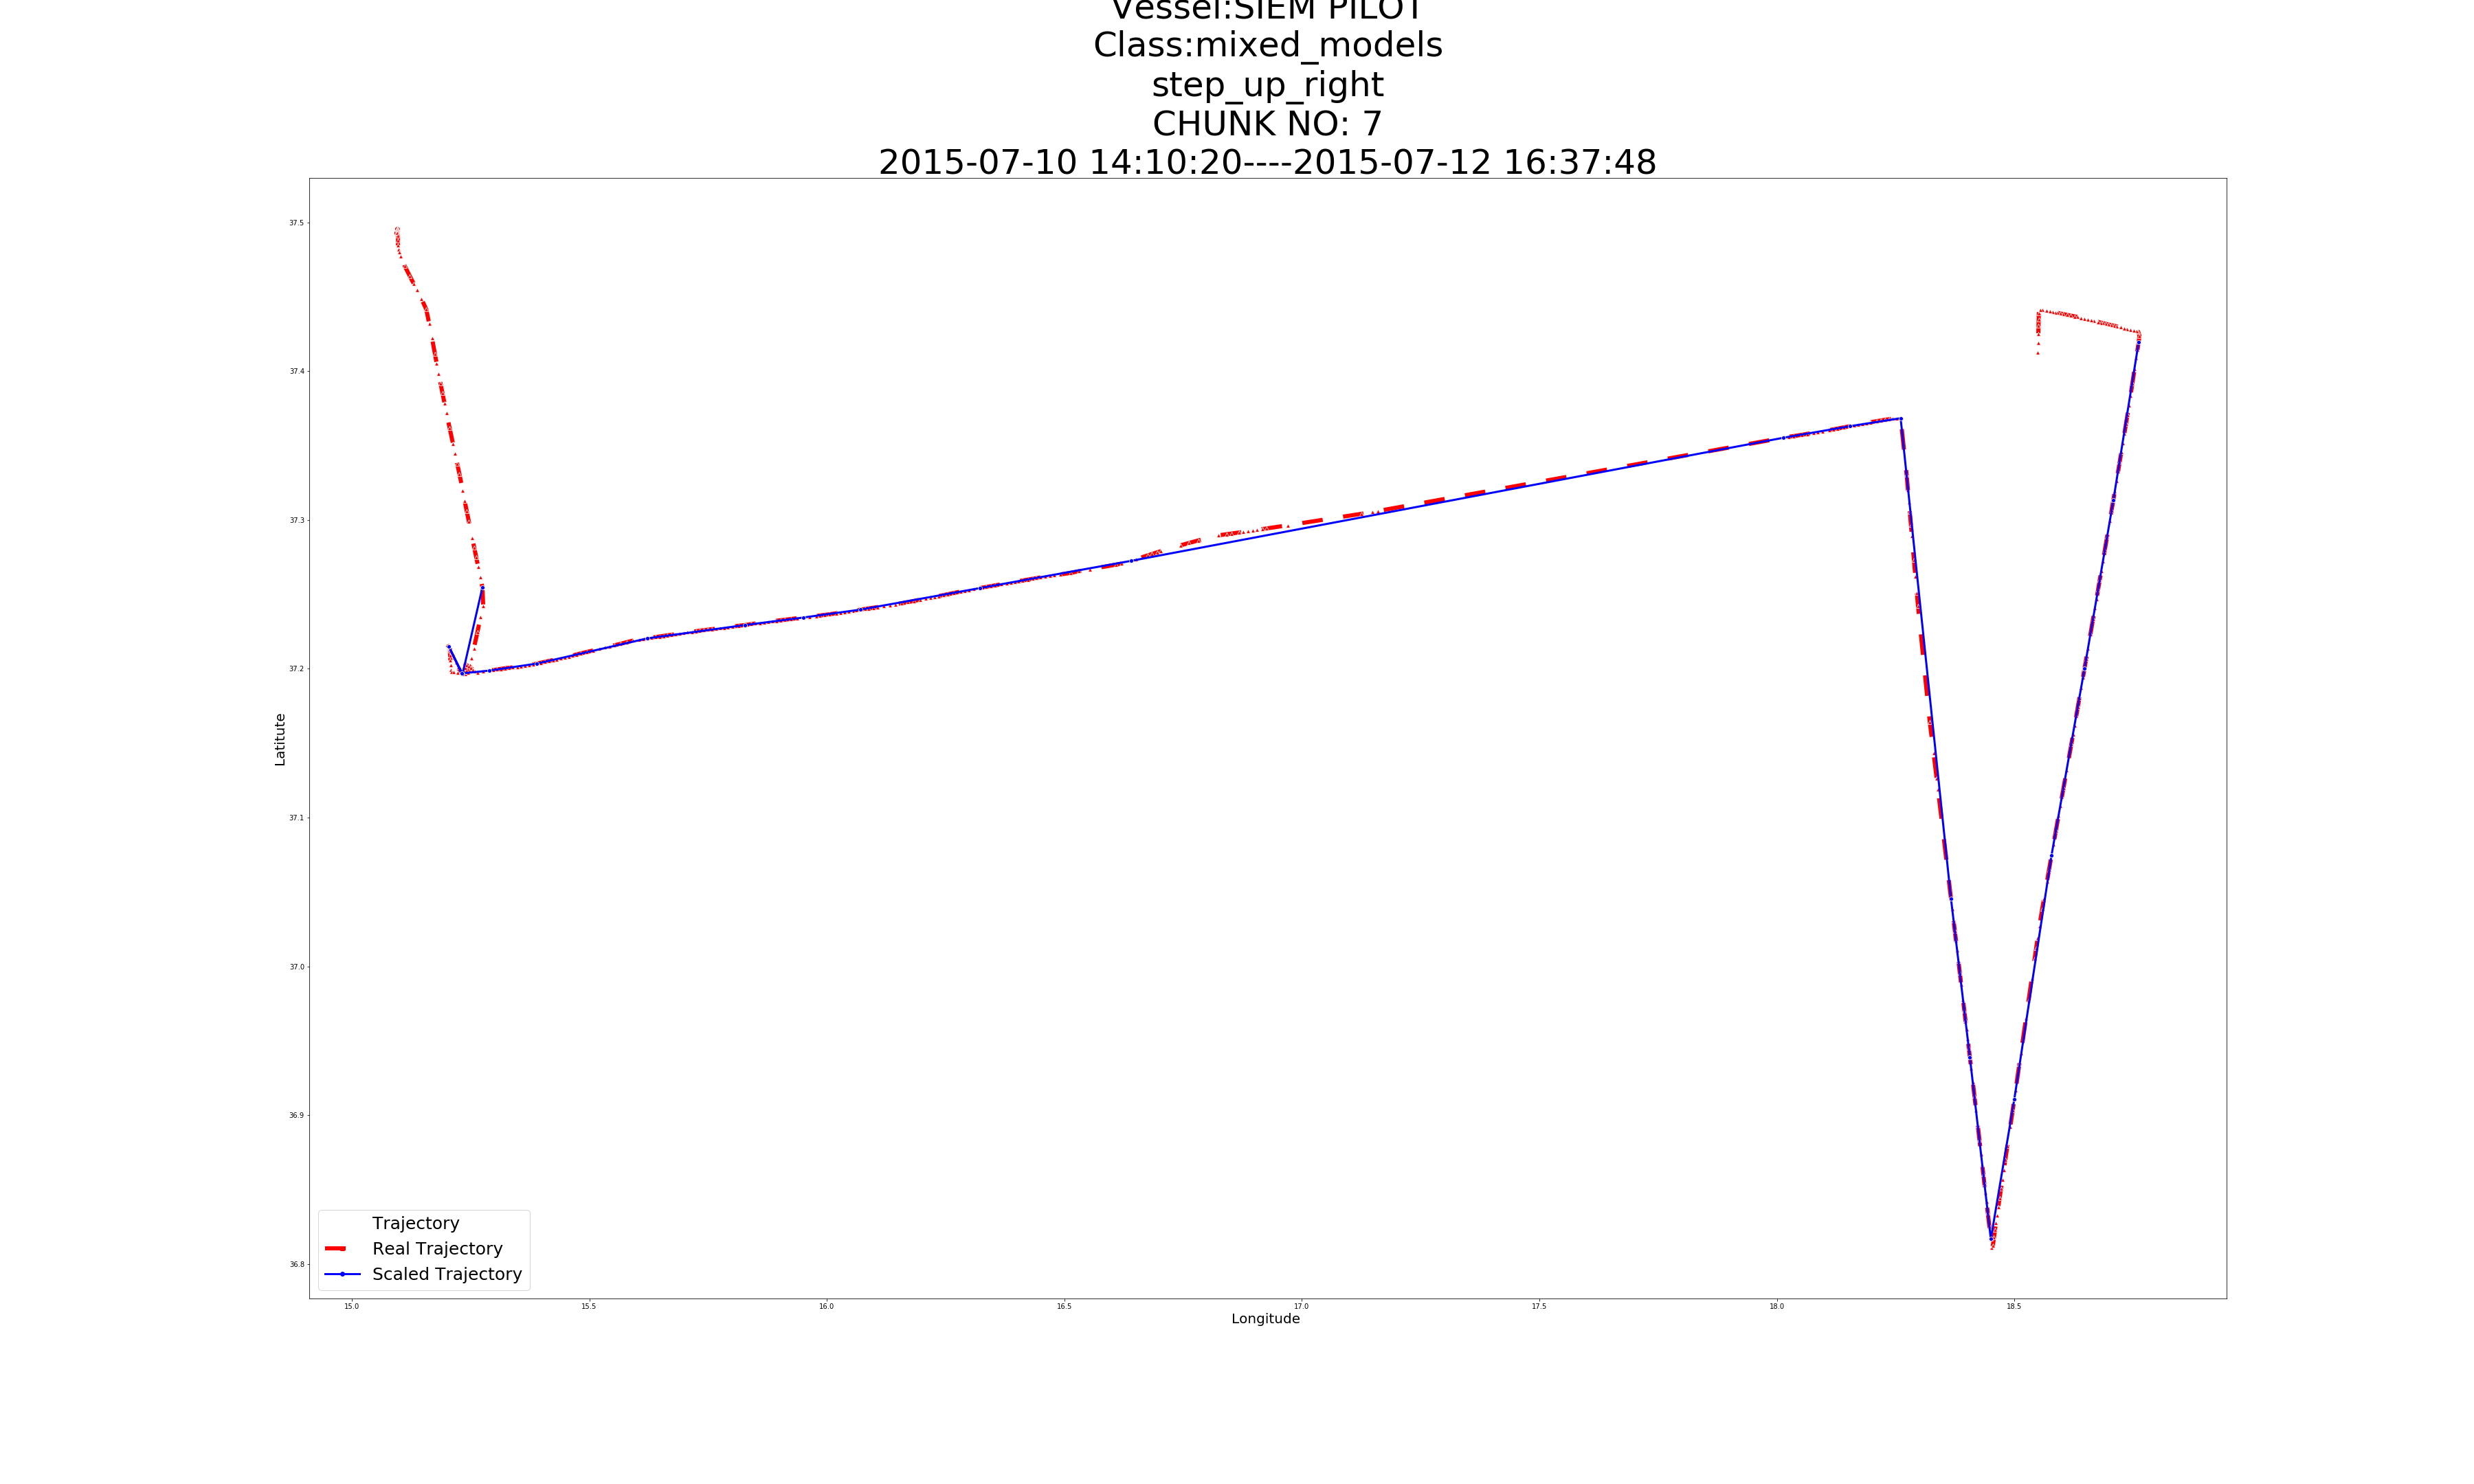 Vessel:SIEM PILOT
Class:mixed_models
step_up_right
CHUNK NO: 7
2015-07-10 14:10:20----2015-07-12 16:37:48
37.5
37.4
37.3
37.2
37.1
37.0
36.9
36.8
Latitute
Trajectory
Real Trajectory
Scaled Trajectory
15.0 15.5 16.0 16.5 17.0 17.5 18.0 18.5
Longitude